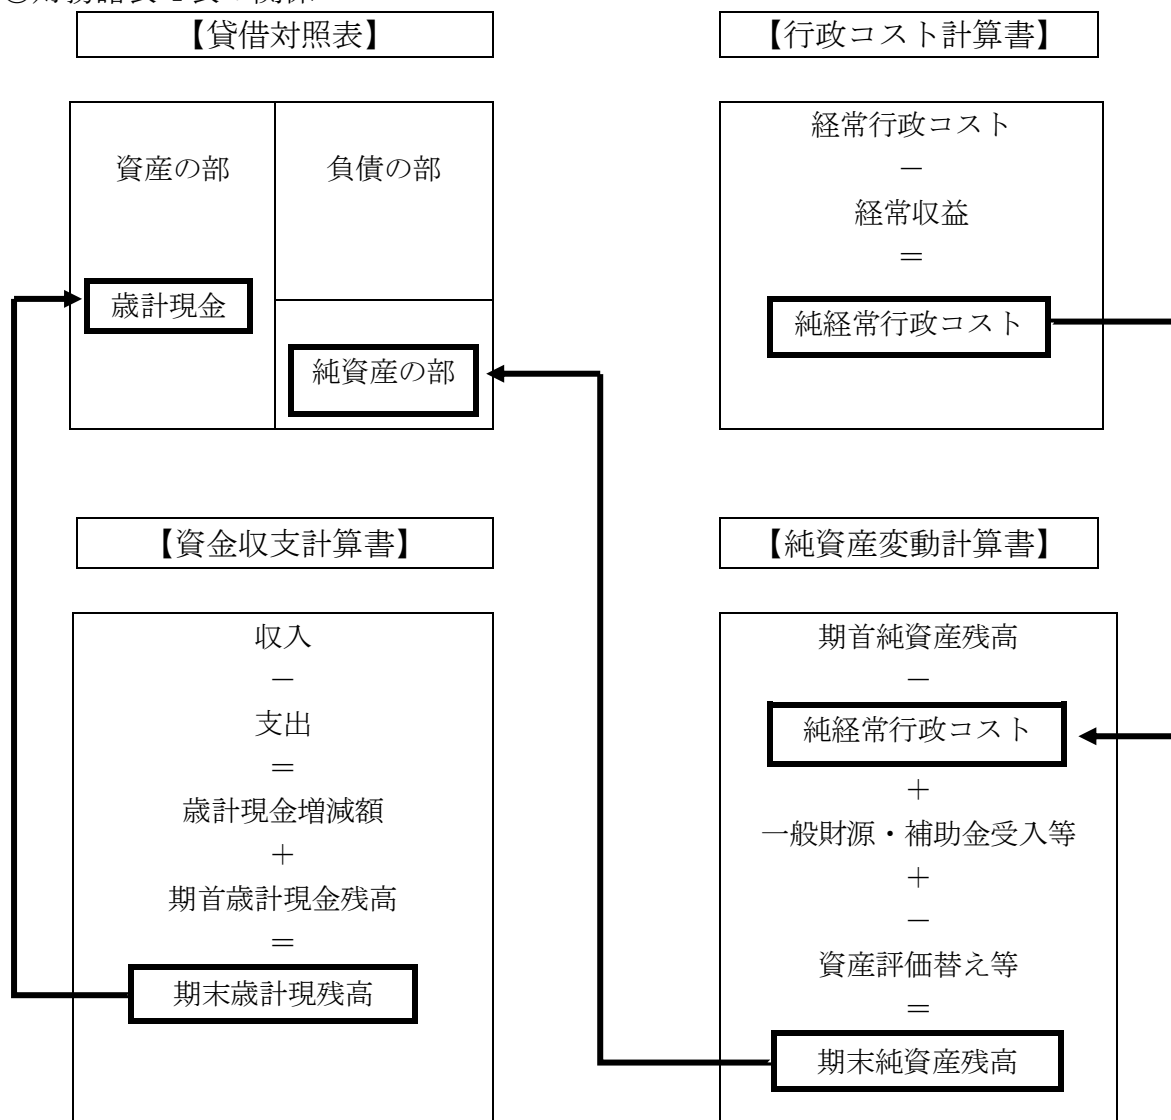 【貸借対照表】
資産の部
負債の部
歳計現金
純資産の部
【行政コスト計算書】
経常行政コスト
－
経常収益
＝
純経常行政コスト
【資金収支計算書】
収入
－
支出
＝
歳計現金増減額
＋
期首歳計現金残高
＝
期末歳計現残高
【純資産変動計算書】
期首純資産残高
－
純経常行政コスト
＋
一般財源・補助金受入等
＋
－
資産評価替え等
＝
期末純資産残高